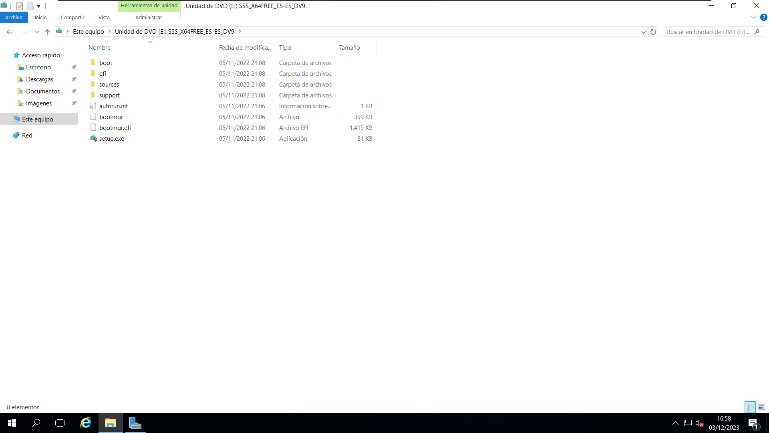 Herramientas de unidad Unidad de DVD (E:) SSS_X64FREE_ES-ES_DV9
Archivo Inicio Compartir Vista Administrar
Este equipo Unidad de DVD (E:) SSS_X64FREE_ES-ES_DV9 Buscar en Unidad de DVD (E:) ...
Nombre Fecha de modifica... Tipo Tamaño
Acceso rápido
Escritorio
Descargas
Documentos
Imágenes
Este equipo
Red
boot 05/11/2022 21:08 Carpeta de archivos
efi 05/11/2022 21:08 Carpeta de archivos
sources 05/11/2022 21:08 Carpeta de archivos
support 05/11/2022 21:08 Carpeta de archivos
autorun.inf 05/11/2022 21:06 Información sobre... 1 KB
bootmgr 05/11/2022 21:06 Archivo 399 KB
bootmgr.efi 05/11/2022 21:06 Archivo EFI 1.419 KB
setup.exe 05/11/2022 21:06 Aplicación 81 KB
8 elementos
16:58
03/12/2023
1